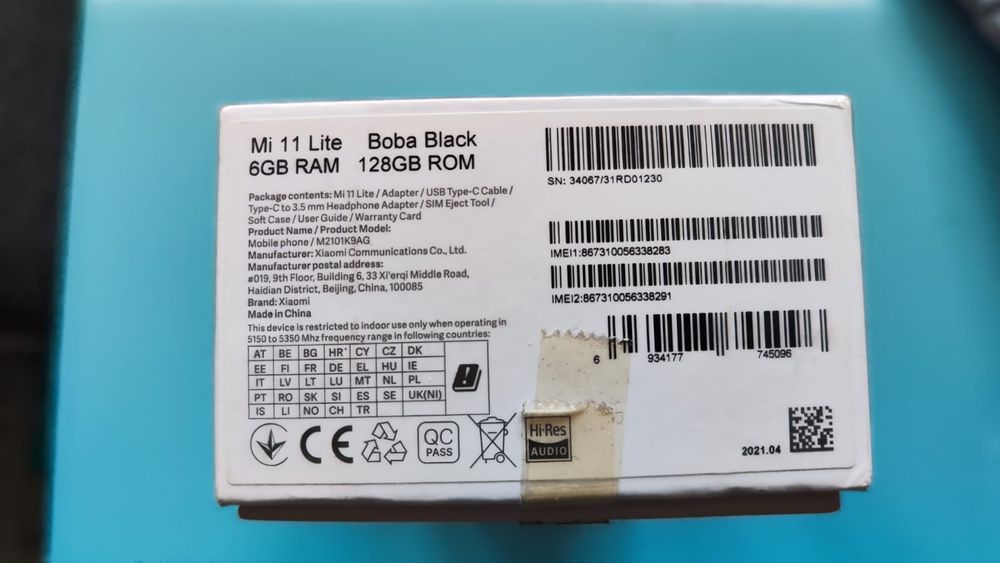 Mi 11 Lite Boba Black
6GB RAM 128GB ROM
Package contents: Mi 11 Lite / Adapter / USB Type-C Cable /
Type-C to 3.5 mm Headphone Adapter / SIM Eject Tool /
Soft Case / User Guide / Warranty Card
Product Name / Product Model:
Mobile phone / M2101K9AG
Manufacturer: Xiaomi Communications Co., Ltd.
Manufacturer postal address:
#019, 9th Floor, Building 6, 33 Xi'erqi Middle Road,
Haidian District, Beijing, China, 100085
Brand: Xiaomi
Made in China
This device is restricted to indoor use only when operating in
5150 to 5350 Mhz frequency range in following countries:
AT BE BG HR* CY CZ DK
EE FI FR DE EL HU IE
IT LV LT LU MT NL PL
PT RO SK SI ES SE UK(NI)
IS LI NO CH TR
CE
QC
PASS
Hi-Res
AUDIO
SN: 34067/31RD01230
IMEI1:867310056338283
IMEI2:867310056338291
6 934177 745096
2021.04